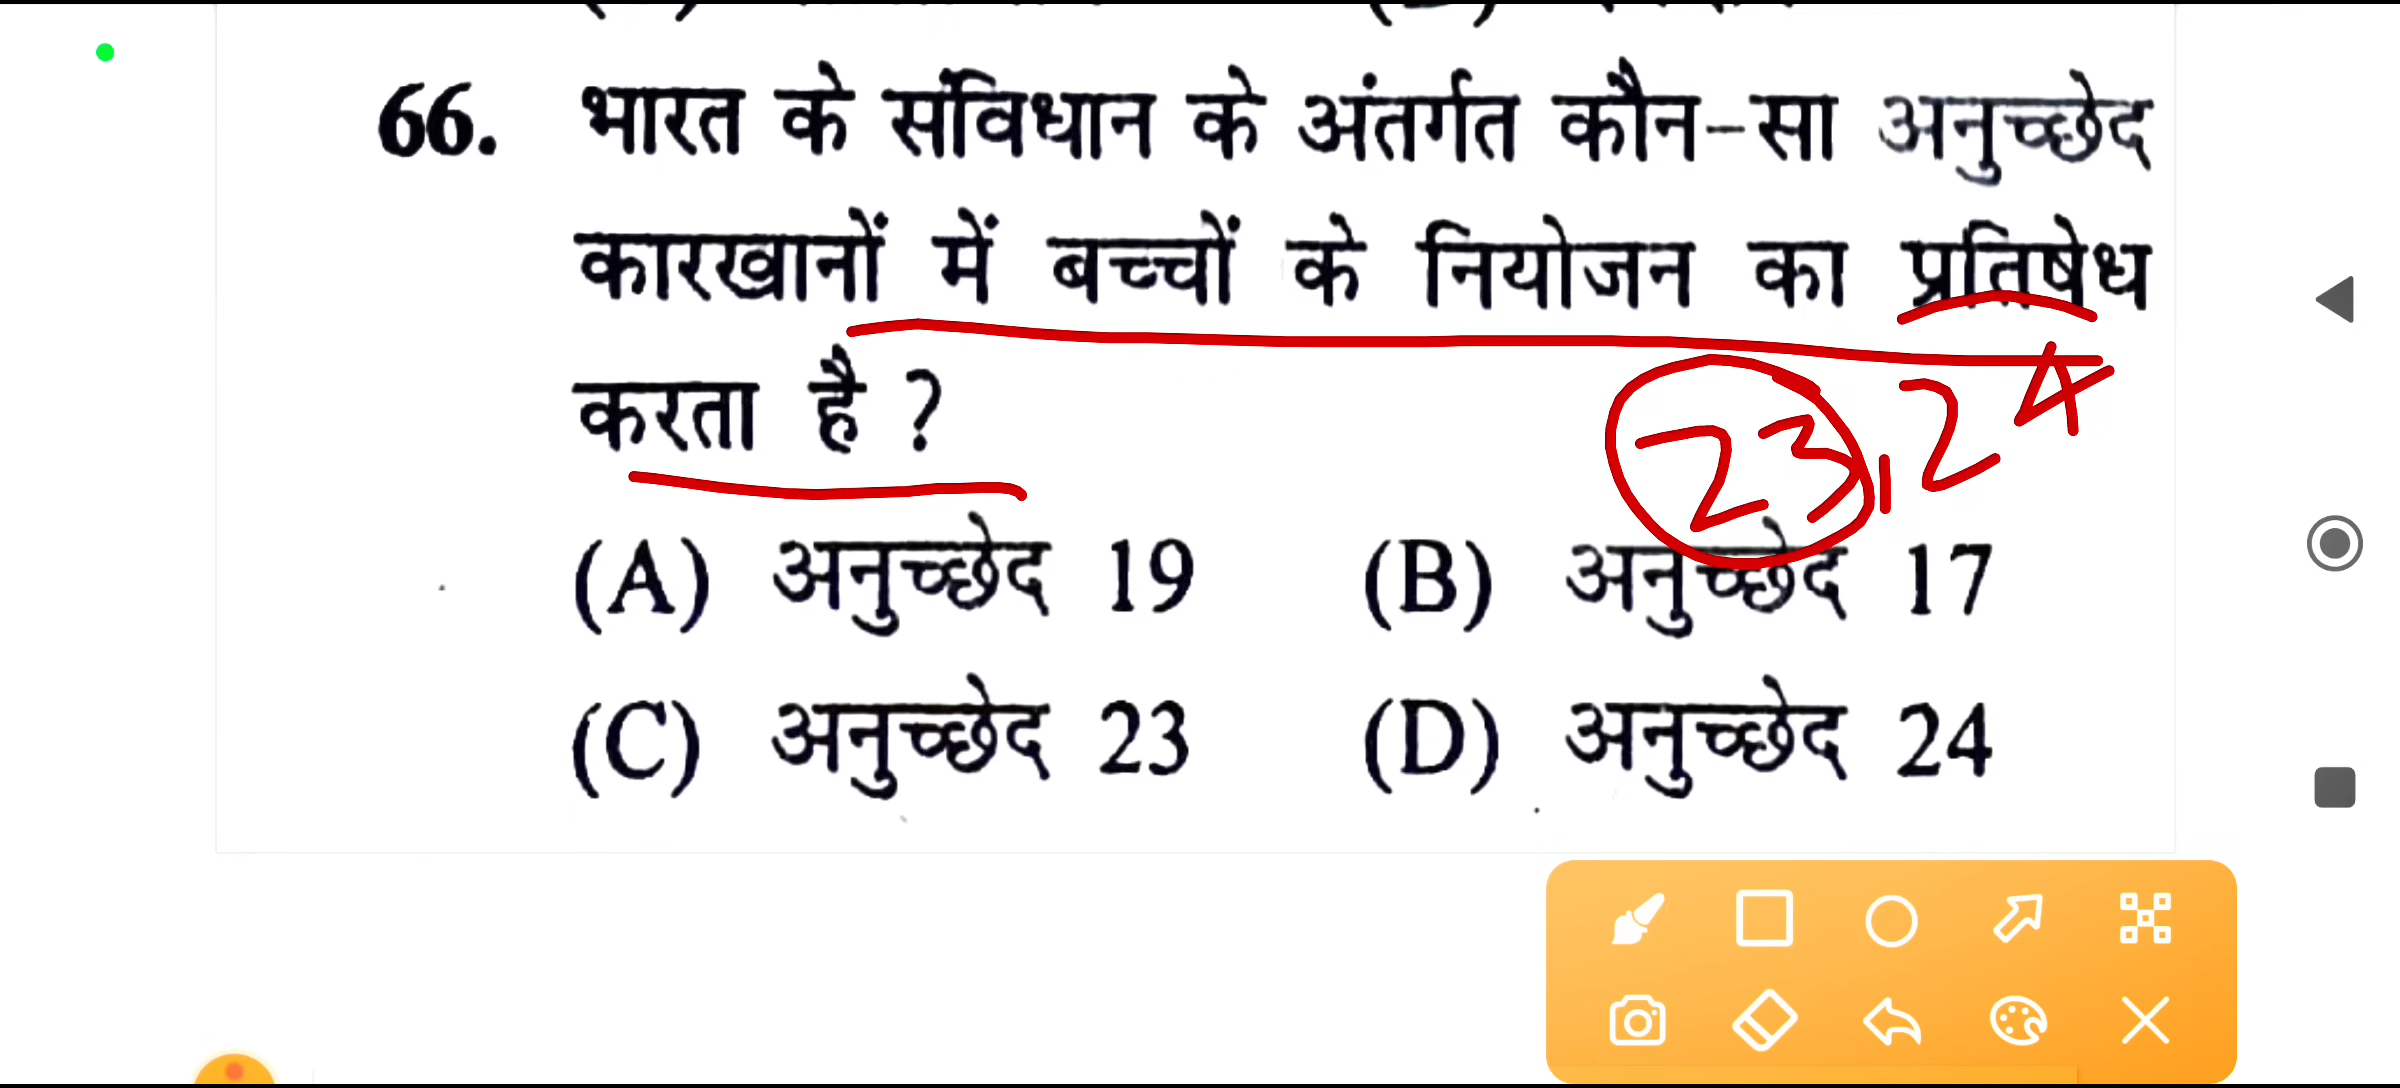 66. भारत के संविधान के अंतर्गत कौन-सा अनुच्छेद
कारखानों में बच्चों के नियोजन का प्रतिषेध
करता है ?
23, 24
(A) अनुच्छेद 19 (B) अनुच्छेद 17
(C) अनुच्छेद 23 (D) अनुच्छेद 24